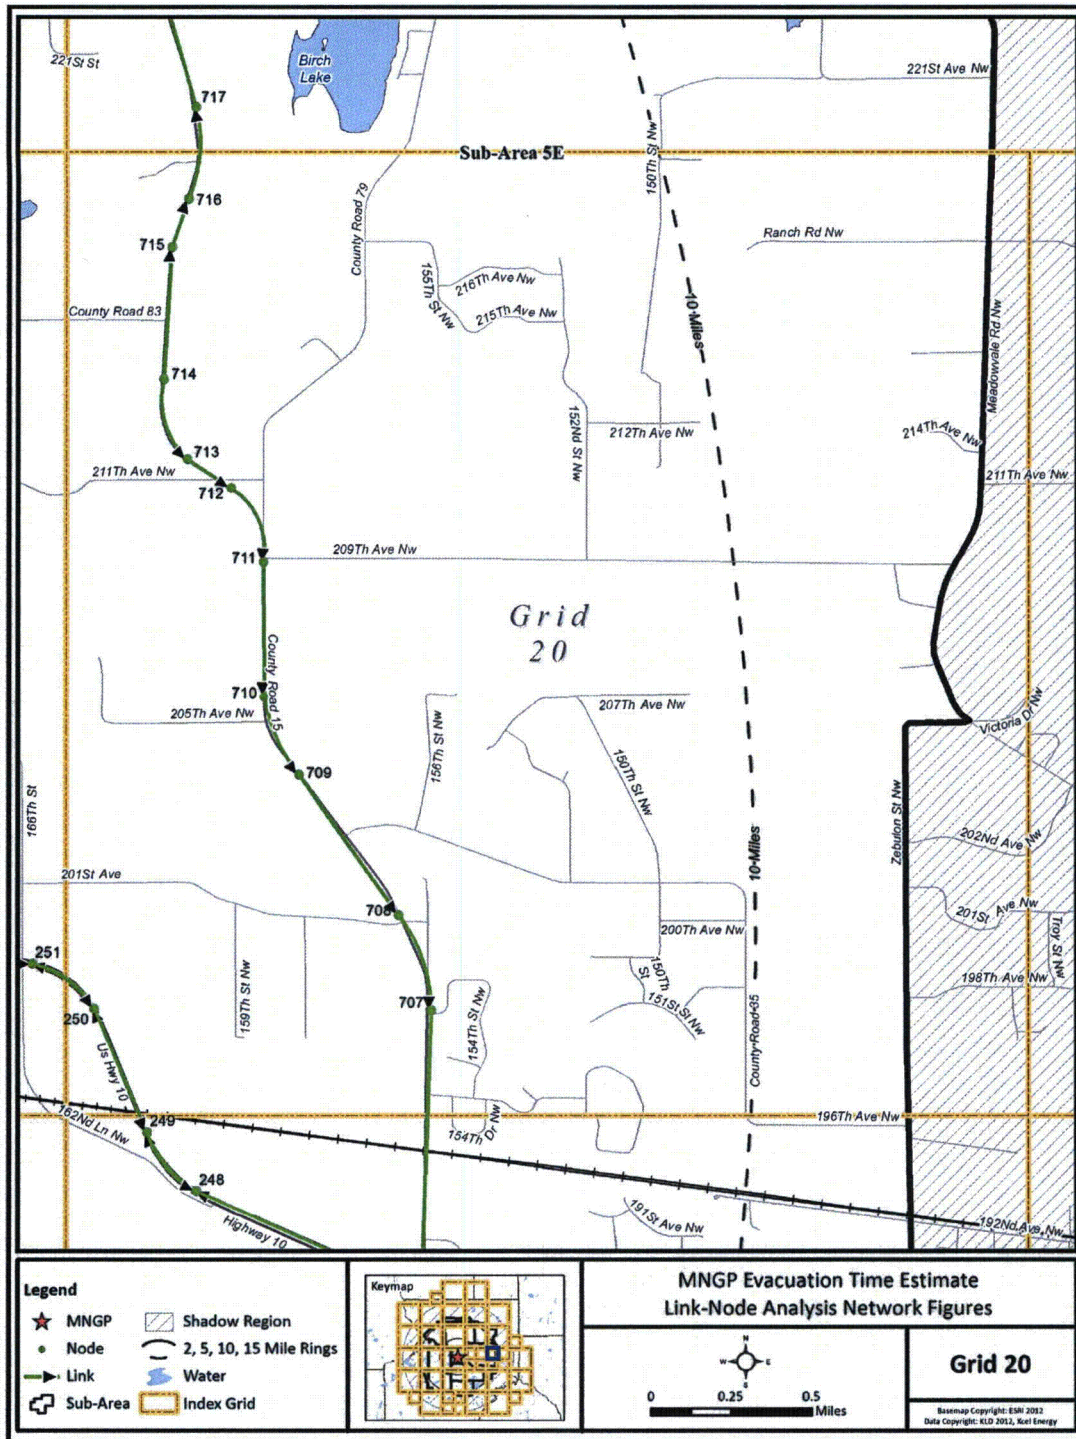 221St St
Birch
Lake
221St Ave Nw
717
150Th St Nw
Sub-Area 5E
716
County Road 79
Ranch Rd Nw
715
155Th St Nw
216Th Ave Nw
215Th Ave Nw
10 Miles
Meadowvale Rd Nw
County Road 83
714
152Nd St Nw
212Th Ave Nw
214Th Ave Nw
713
211Th Ave Nw
712
211Th Ave Nw
711
209Th Ave Nw
Grid
20
County Road 15
710
205Th Ave Nw
156Th St Nw
207Th Ave Nw
150Th St Nw
Victoria Dr Nw
709
166Th St
10 Miles
Zebulon St Nw
202Nd Ave Nw
201St Ave
708
201St Ave Nw
200Th Ave Nw
Troy St Nw
251
159Th St Nw
150Th
St
151St St Nw
198Th Ave Nw
250
707
154Th St Nw
County Road 35
Us Hwy 10
162Nd Ln Nw
249
154Th Dr Nw
196Th Ave Nw
248
Highway 10
191St Ave Nw
192Nd Ave Nw
Legend
MNGP
Shadow Region
Node
2, 5, 10, 15 Mile Rings
Link
Water
Sub-Area
Index Grid
Keymap
MNGP Evacuation Time Estimate
Link-Node Analysis Network Figures
N
W
E
S
0 0.25 0.5
Miles
Grid 20
Basemap Copyright: ESRI 2012
Data Copyright: KLD 2012, Xcel Energy